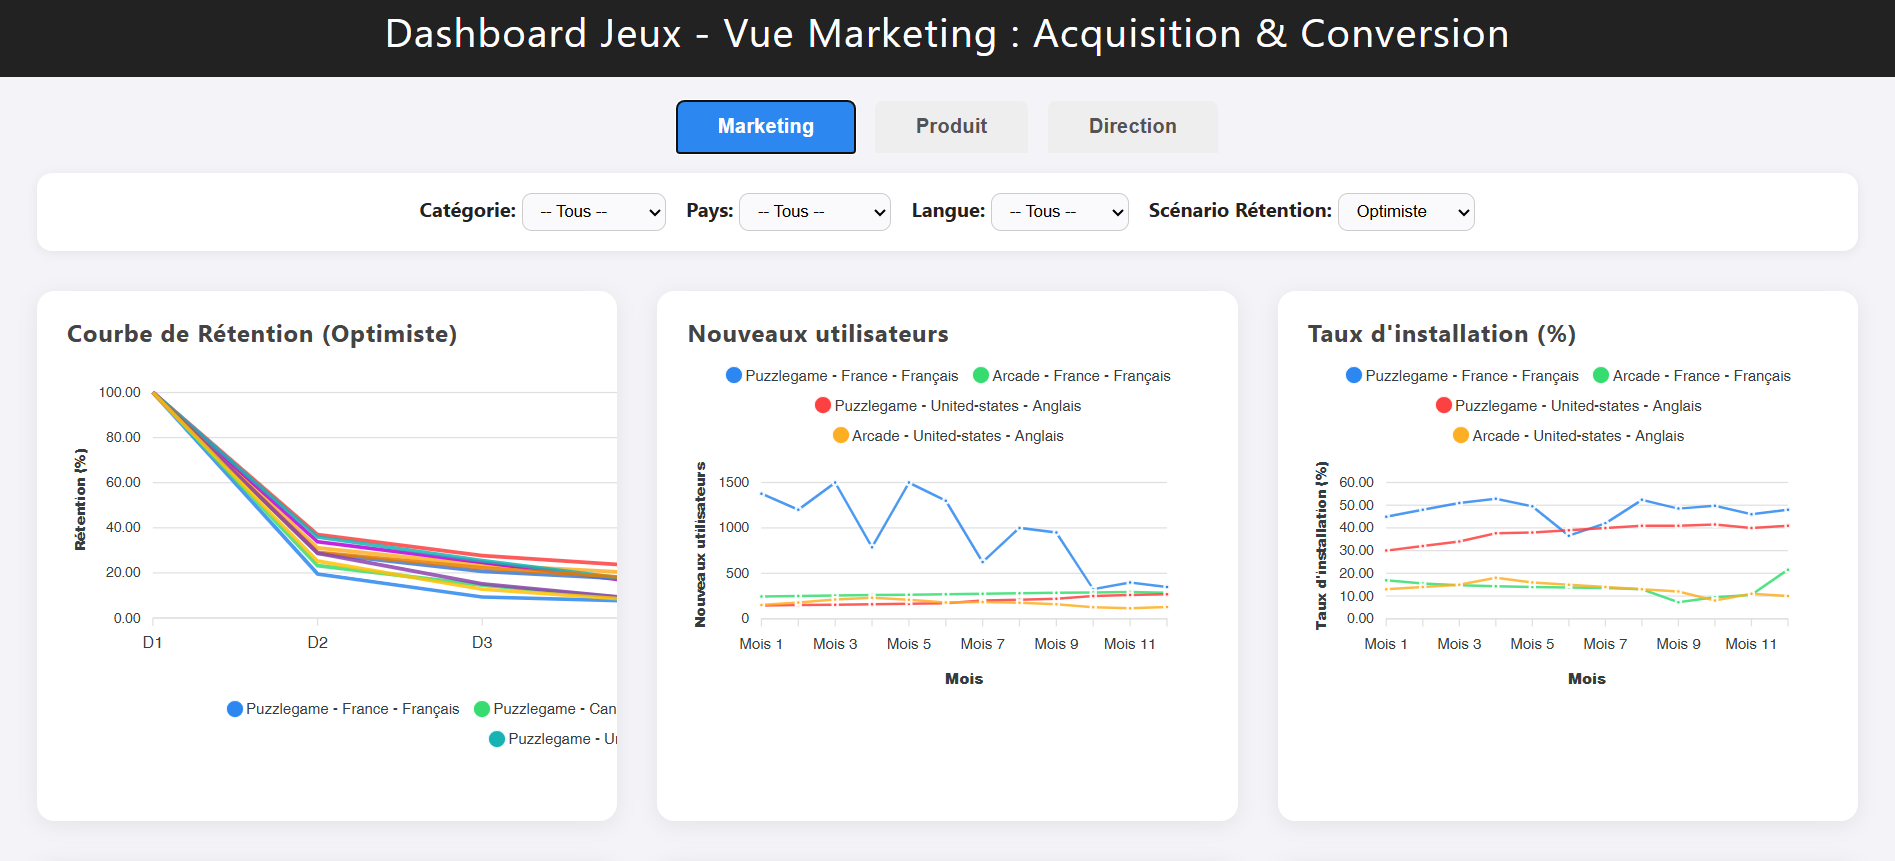 Dashboard Jeux - Vue Marketing : Acquisition & Conversion
Marketing
Produit
Direction
Catégorie: -- Tous -- Pays: -- Tous -- Langue: -- Tous -- Scénario Rétention: Optimiste
Courbe de Rétention (Optimiste)
Rétention (%)
100.00
80.00
60.00
40.00
20.00
0.00
D1 D2 D3
Puzzlegame - France - Français Puzzlegame - Can
Puzzlegame - Un
Nouveaux utilisateurs
Puzzlegame - France - Français Arcade - France - Français
Puzzlegame - United-states - Anglais
Arcade - United-states - Anglais
Nouveaux utilisateurs
1500
1000
500
0
Mois 1 Mois 3 Mois 5 Mois 7 Mois 9 Mois 11
Mois
Taux d'installation (%)
Puzzlegame - France - Français Arcade - France - Français
Puzzlegame - United-states - Anglais
Arcade - United-states - Anglais
Taux d'installation (%)
60.00
50.00
40.00
30.00
20.00
10.00
0.00
Mois 1 Mois 3 Mois 5 Mois 7 Mois 9 Mois 11
Mois